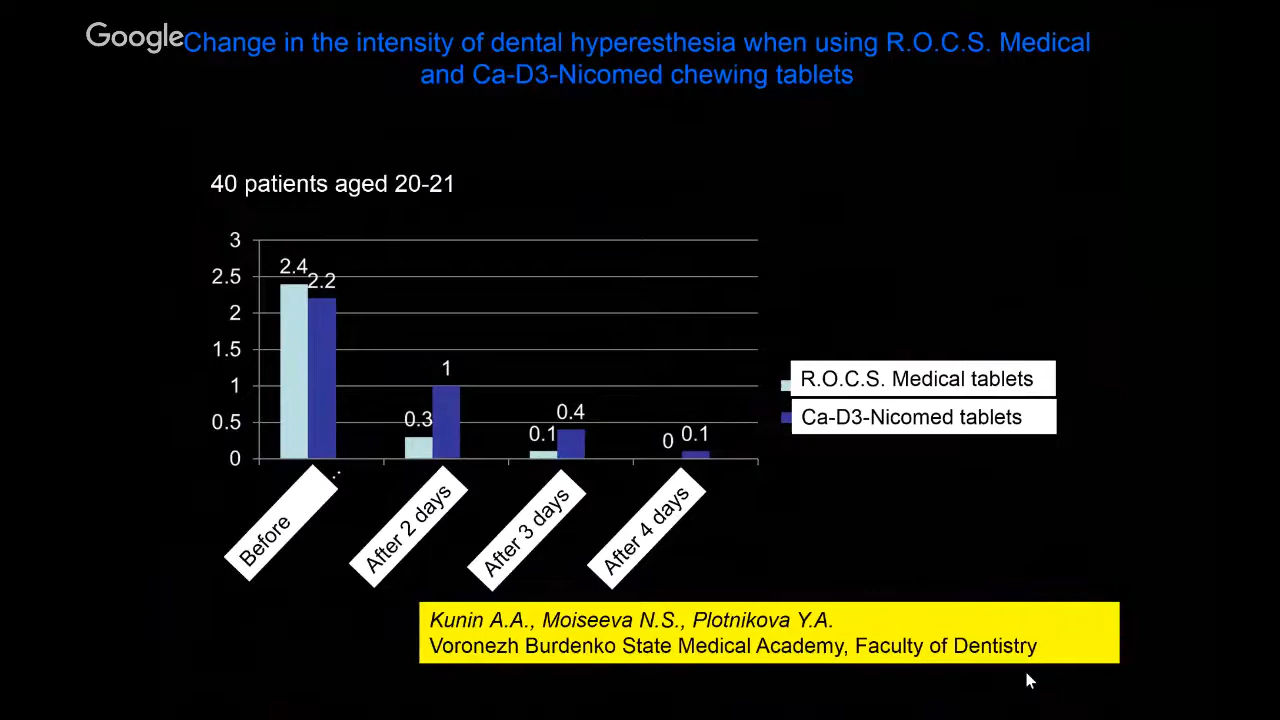 Google
Change in the intensity of dental hyperesthesia when using R.O.C.S. Medical
and Ca-D3-Nicomed chewing tablets
40 patients aged 20-21
3
2.5
2
1.5
1
0.5
0
2.4
2.2
0.3
1
0.1
0.4
0
0.1
Before
...
After 2 days
After 3 days
After 4 days
R.O.C.S. Medical tablets
Ca-D3-Nicomed tablets
Kunin A.A., Moiseeva N.S., Plotnikova Y.A.
Voronezh Burdenko State Medical Academy, Faculty of Dentistry